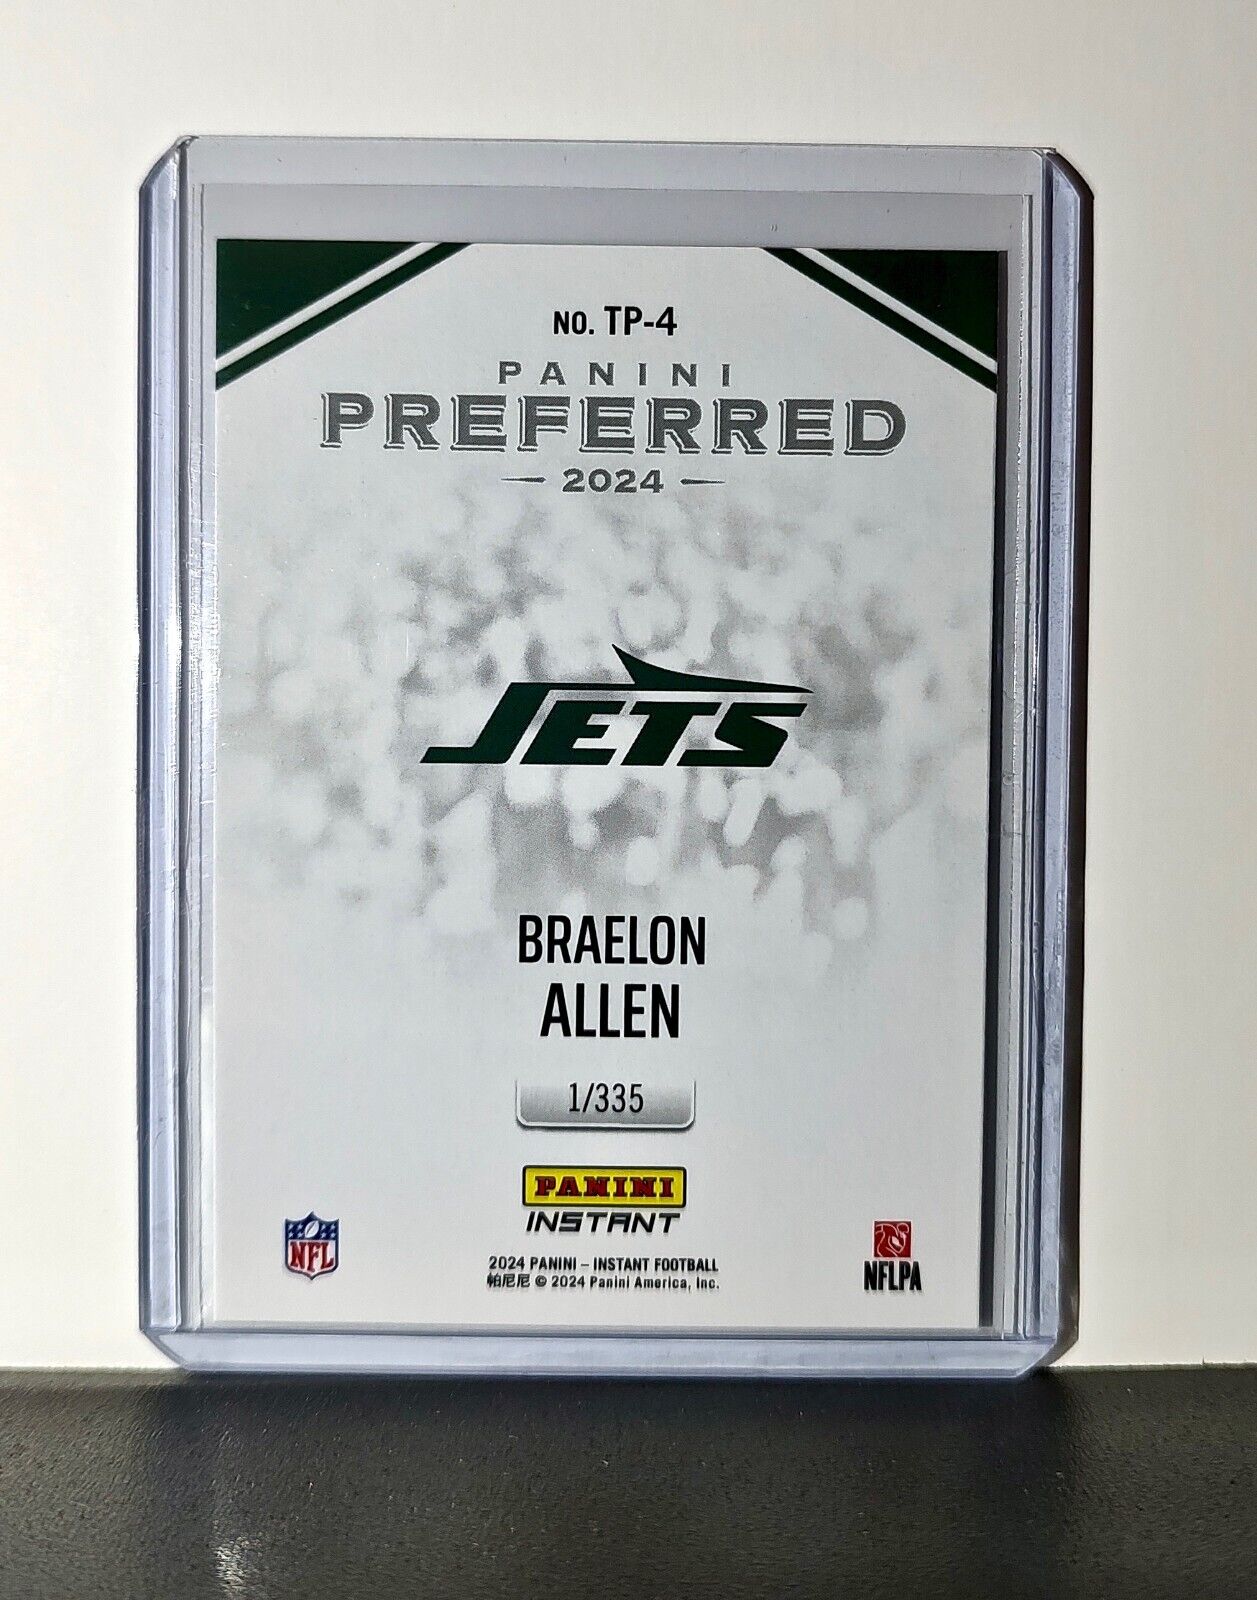 NO. TP-4
PANINI
PREFERRED
2024
JETS
BRAELON
ALLEN
1/335
PANINI
INSTANT
NFL
NFLPA
2024 PANINI – INSTANT FOOTBALL
帕尼尼 © 2024 Panini America, Inc.